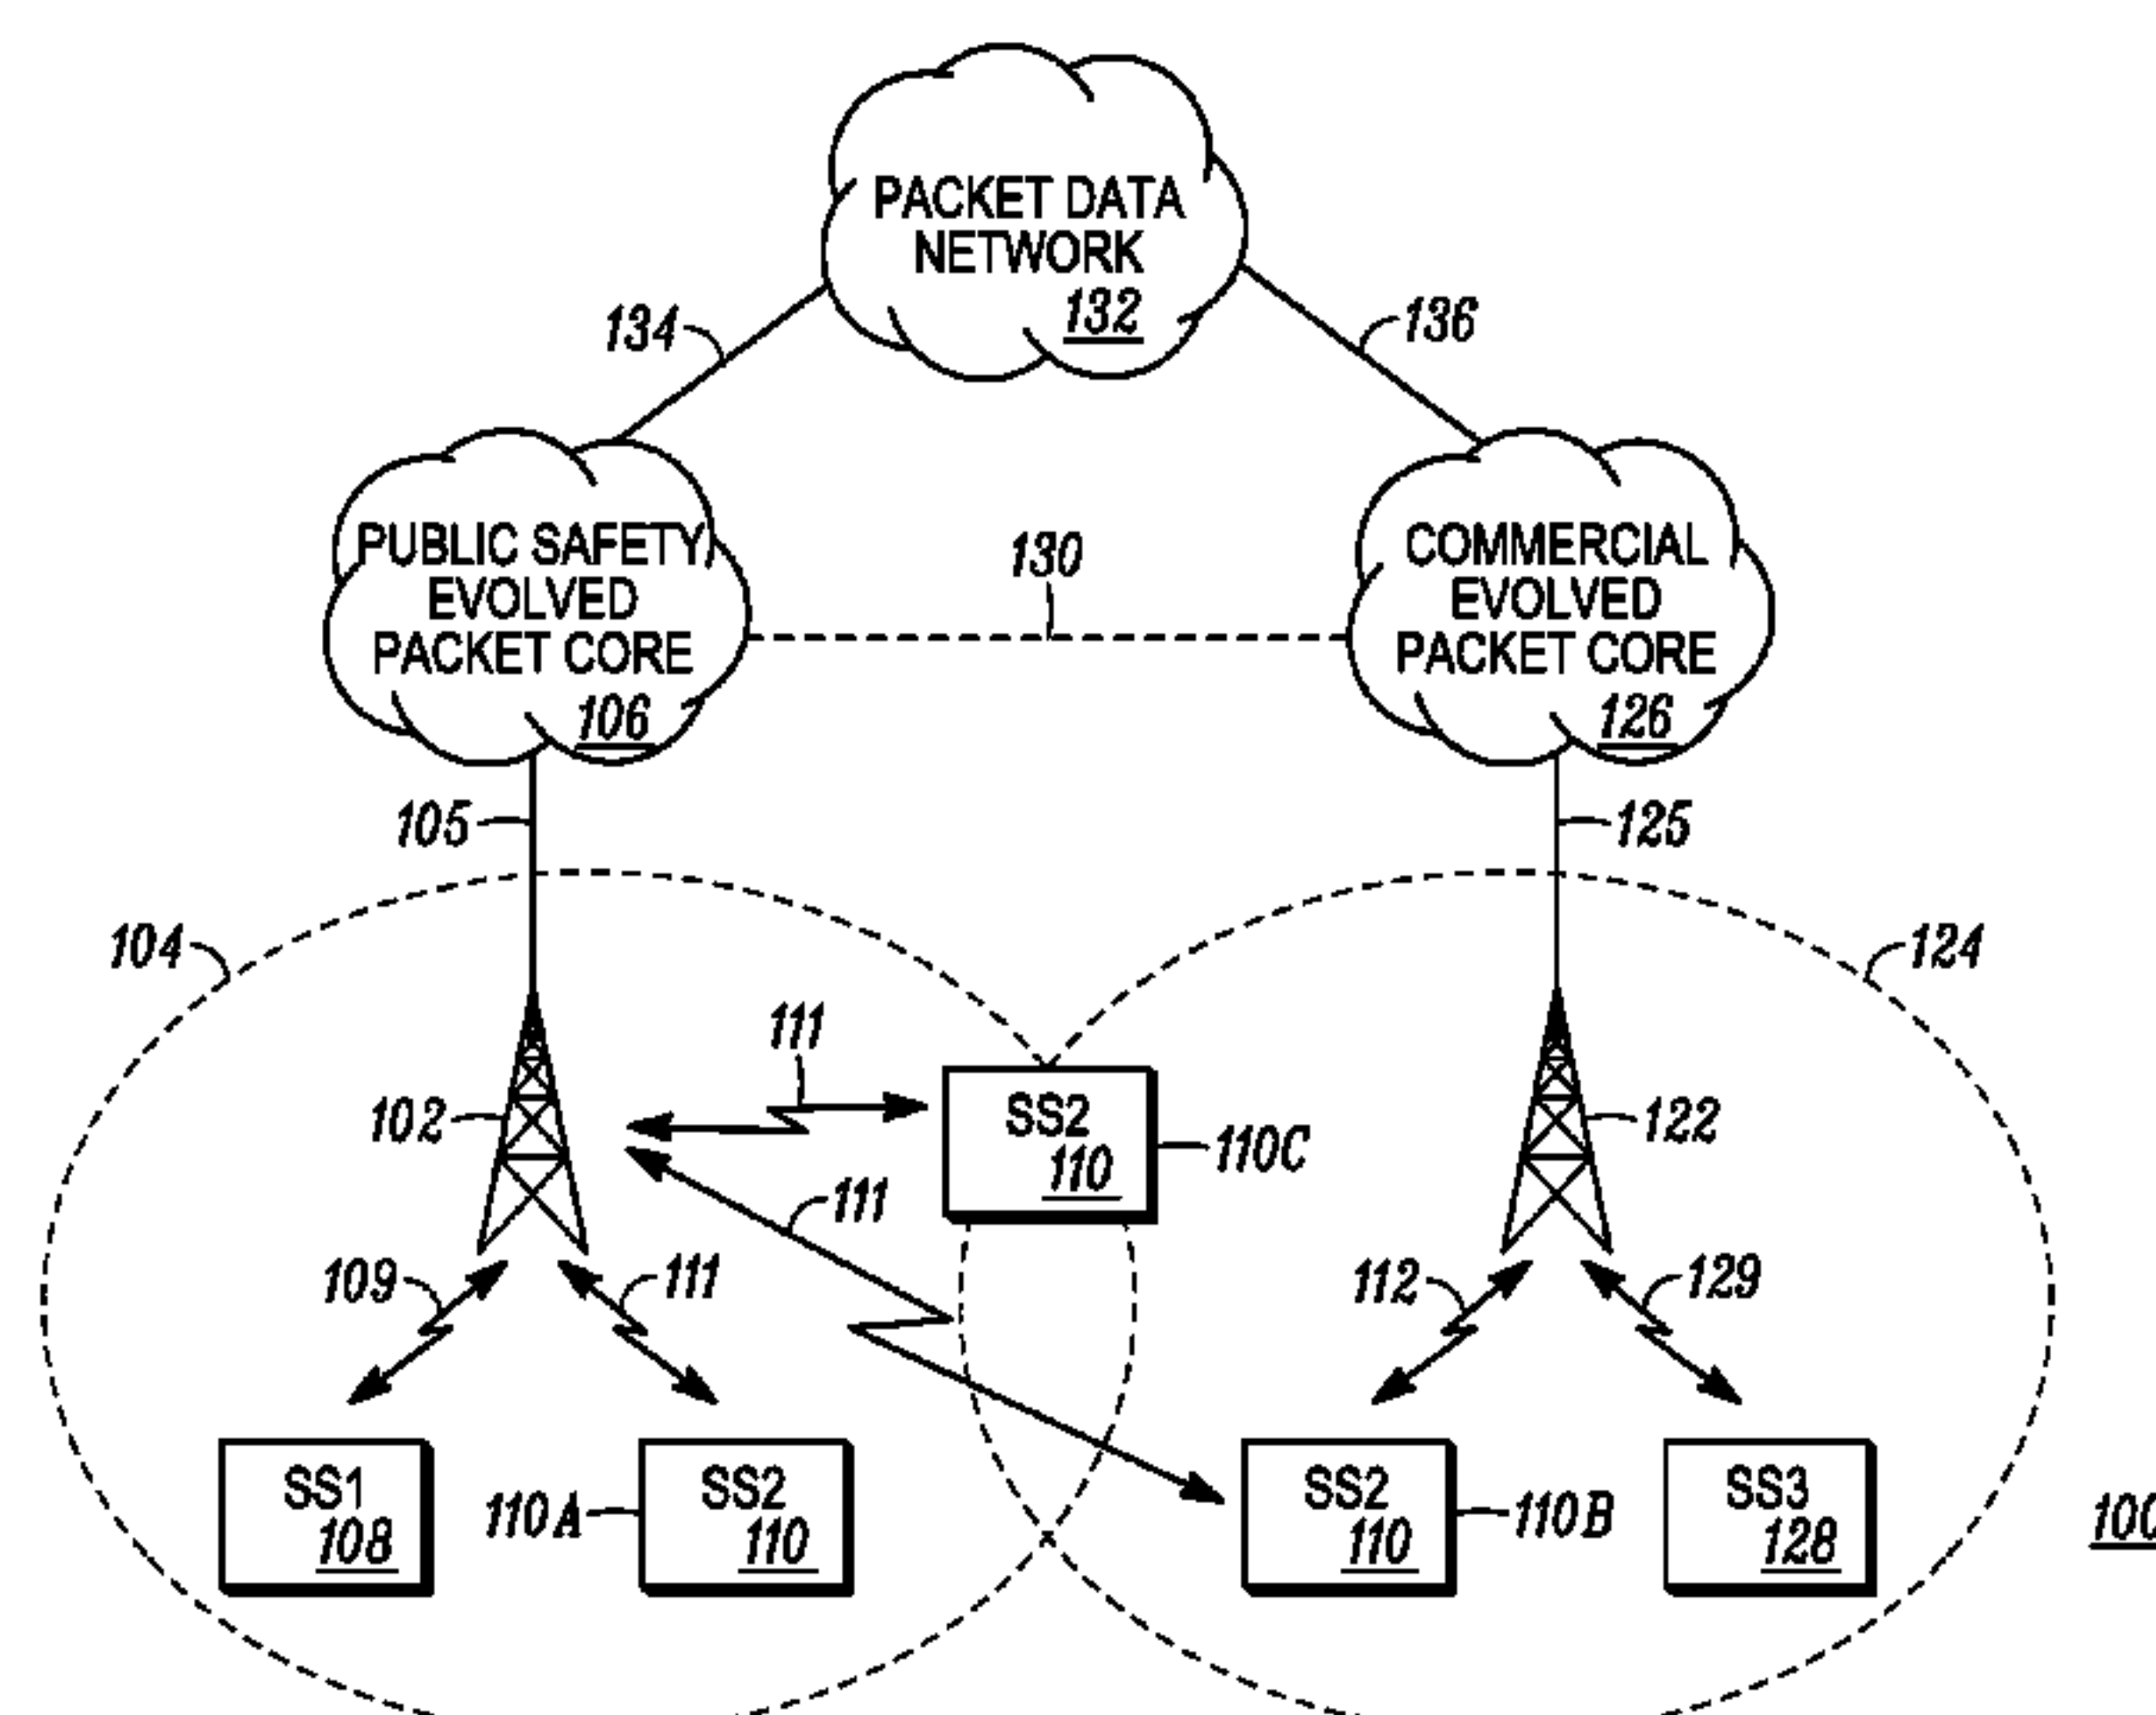 PACKET DATA
NETWORK
132
134
136
PUBLIC SAFETY
EVOLVED
PACKET CORE
106
130
COMMERCIAL
EVOLVED
PACKET CORE
126
105
125
104
124
111
102
SS2
110
110C
122
111
109
111
112
129
SS1
108
110A
SS2
110
SS2
110
110B
SS3
128
100